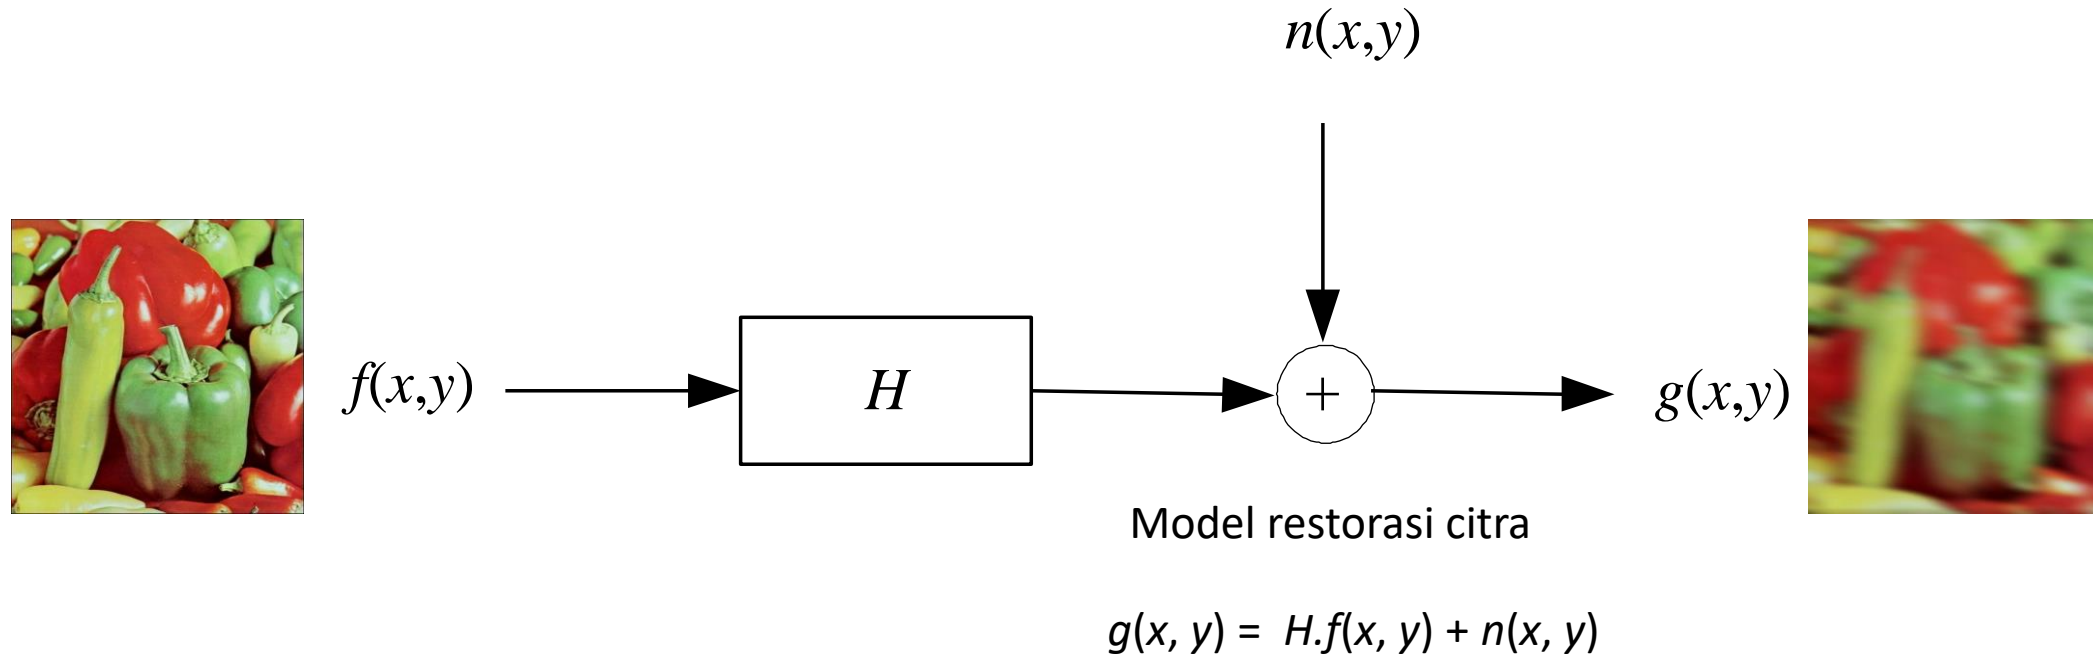 n(x,y)
f(x,y)
H
+
g(x,y)
Model restorasi citra
g(x, y) = H.f(x, y) + n(x, y)